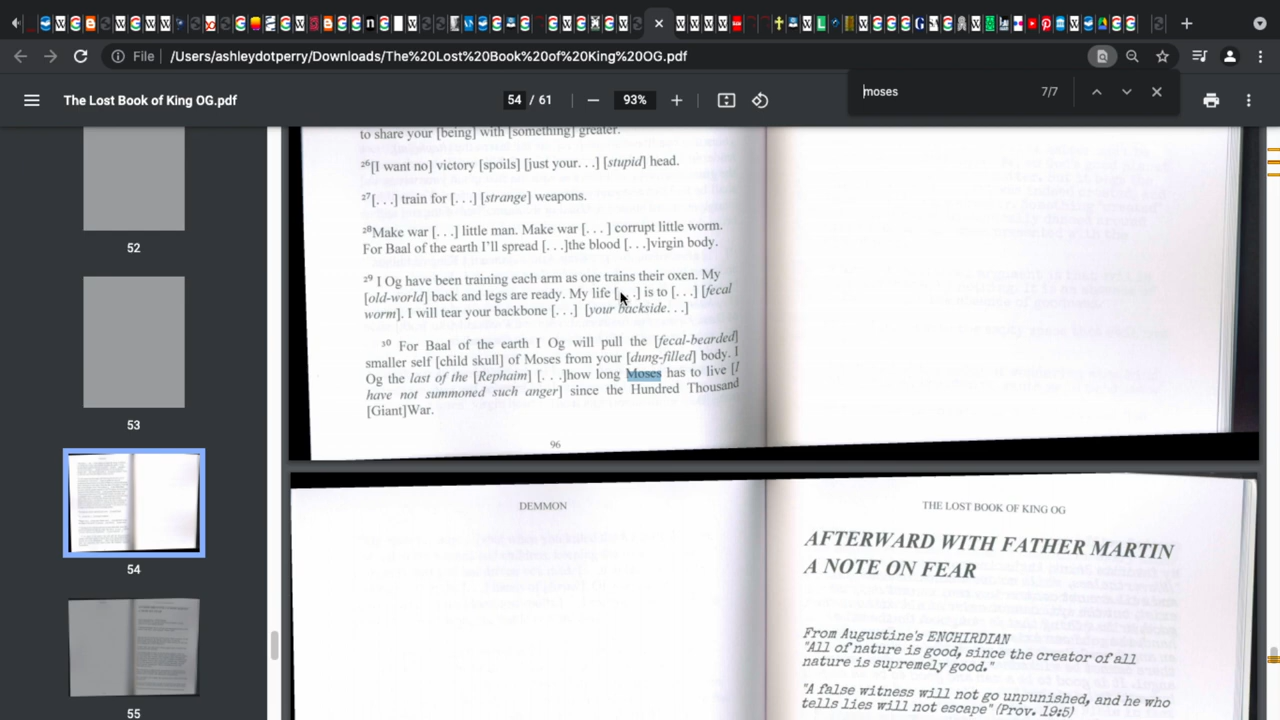 File
/Users/ashleydotperry/Downloads/The%20Lost%20Book%20of%20King%20OG.pdf
The Lost Book of King OG.pdf
54 / 61
93%
moses
7/7
52
53
54
55
to share your [being] with [something] greater.
26[I want no] victory [spoils] [just your. . .] [stupid] head.
27[. . .] train for [. . .] [strange] weapons.
28Make war [. . .] little man. Make war [. . . ] corrupt little worm.
For Baal of the earth I'll spread [. . .]the blood [. . .]virgin body.
29 I Og have been training each arm as one trains their oxen. My
[old-world] back and legs are ready. My life [. . .] is to [. . .] [fecal
worm]. I will tear your backbone [. . .] [your backside. . .]
30 For Baal of the earth I Og will pull the [fecal-bearded]
smaller self [child skull] of Moses from your [dung-filled] body. I
Og the last of the [Rephaim] [. . .]how long Moses has to live [I
have not summoned such anger] since the Hundred Thousand
[Giant]War.
96
DEMMON
THE LOST BOOK OF KING OG
AFTERWARD WITH FATHER MARTIN
A NOTE ON FEAR
From Augustine's ENCHIRDIAN
"All of nature is good, since the creator of all
nature is supremely good."
"A false witness will not go unpunished, and he who
tells lies will not escape" (Prov. 19:5)